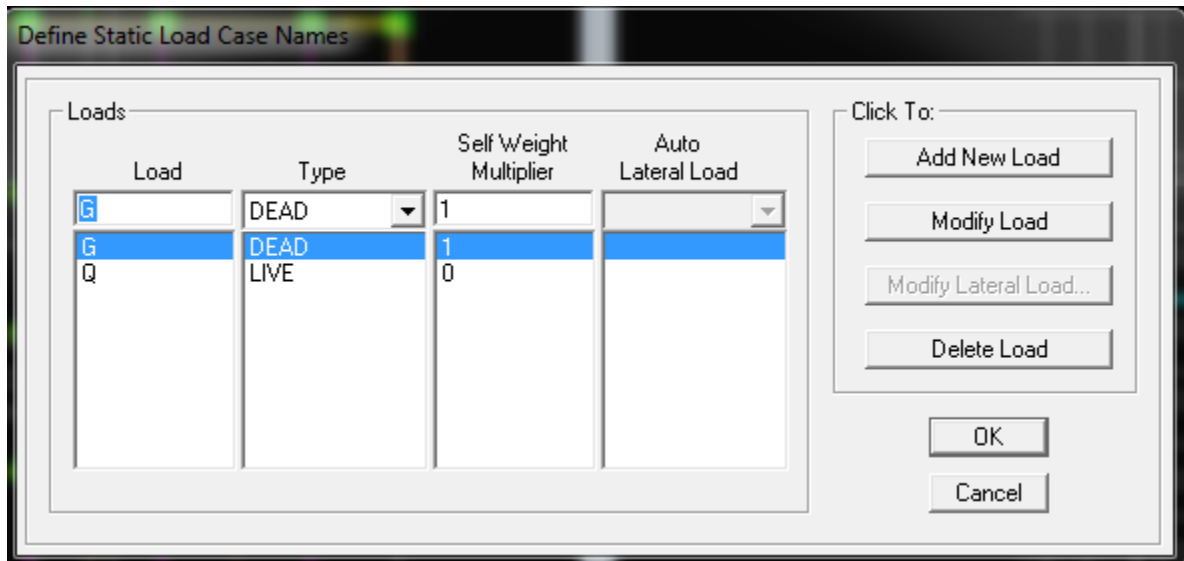 Define Static Load Case Names
Loads
Load Type Self Weight Multiplier Auto Lateral Load
G DEAD 1
G DEAD 1
Q LIVE 0
Click To:
Add New Load
Modify Load
Modify Lateral Load...
Delete Load
OK
Cancel